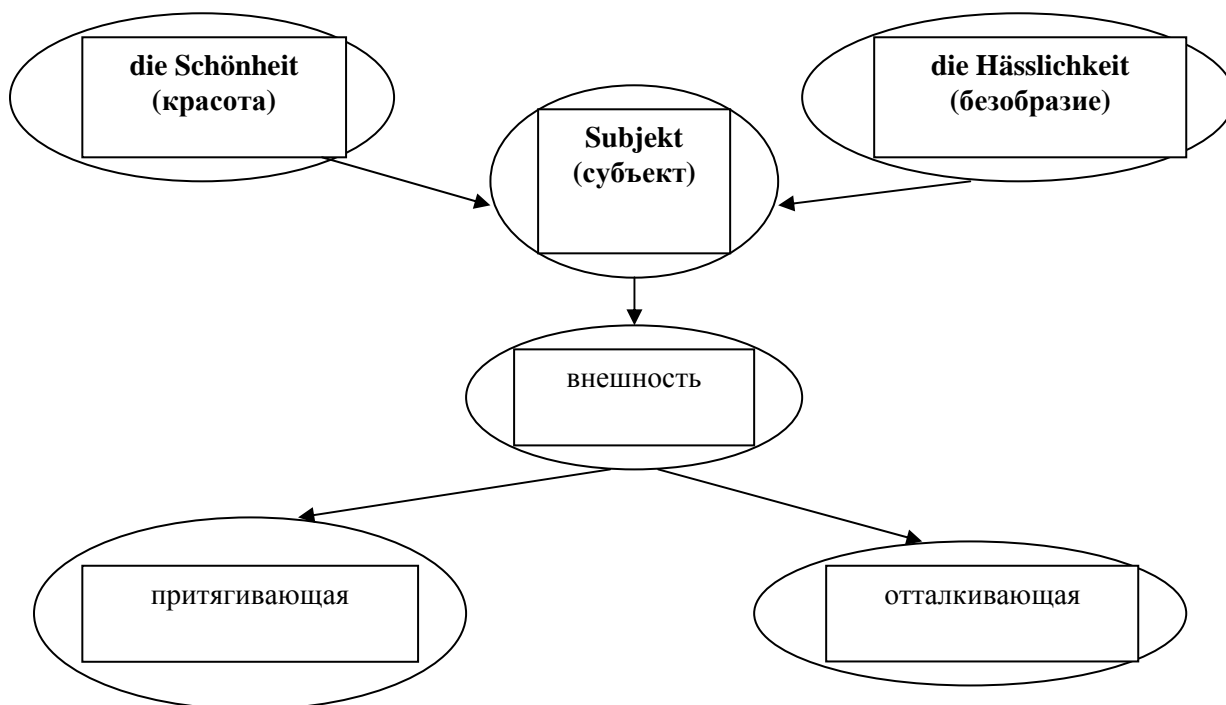 die Schönheit
(красота)
die Hässlichkeit
(безобразие)
Subjekt
(субъект)
внешность
притягивающая
отталкивающая